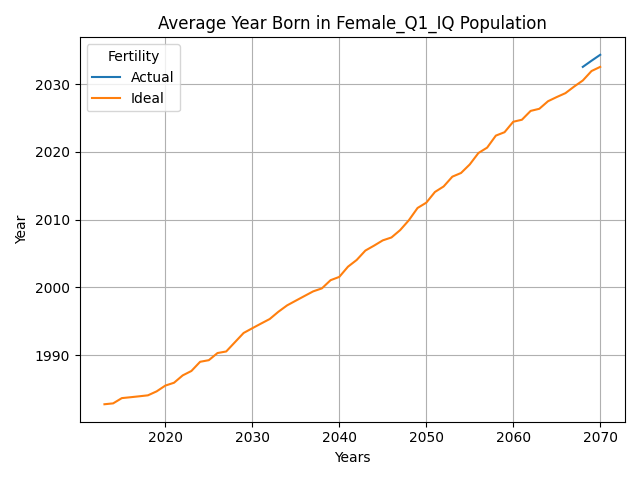 Average Year Born in Female_Q1_IQ Population
Fertility
Actual
Ideal
Year
2030
2020
2010
2000
1990
2020 2030 2040 2050 2060 2070
Years